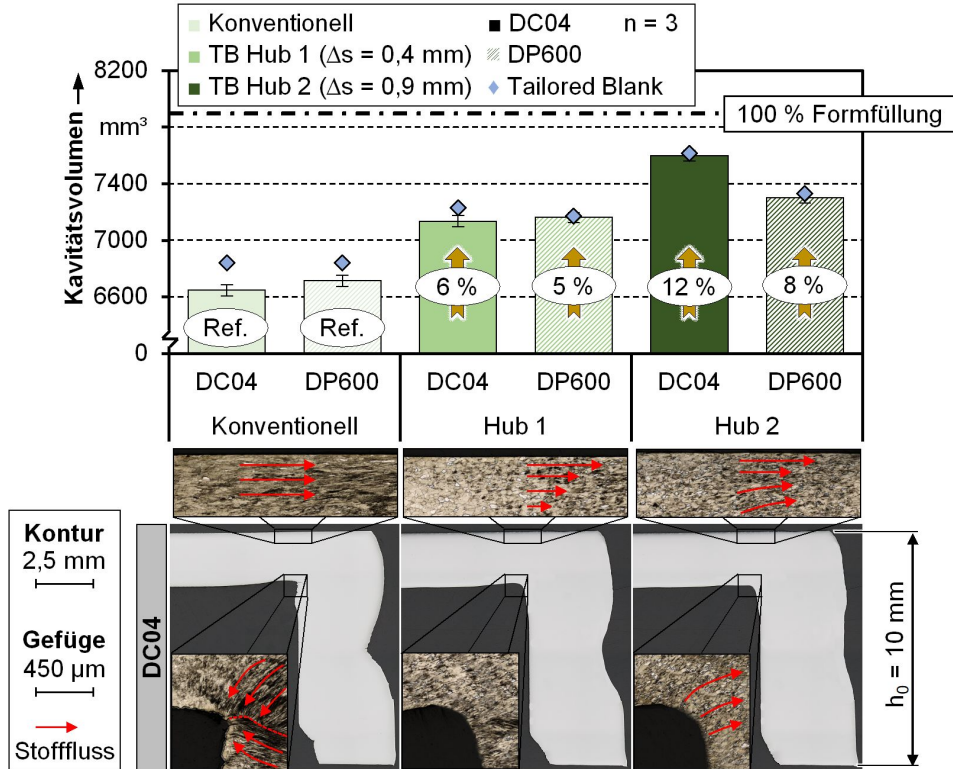 Konventionell
DC04
n = 3
TB Hub 1 (Δs = 0,4 mm)
DP600
TB Hub 2 (Δs = 0,9 mm)
Tailored Blank
Kavitätsvolumen
8200
mm³
7400
7000
6600
0
100 % Formfüllung
Ref.
Ref.
6 %
5 %
12 %
8 %
DC04
DP600
DC04
DP600
DC04
DP600
Konventionell
Hub 1
Hub 2
Kontur
2,5 mm
Gefüge
450 µm
Stofffluss
DC04
h₀ = 10 mm